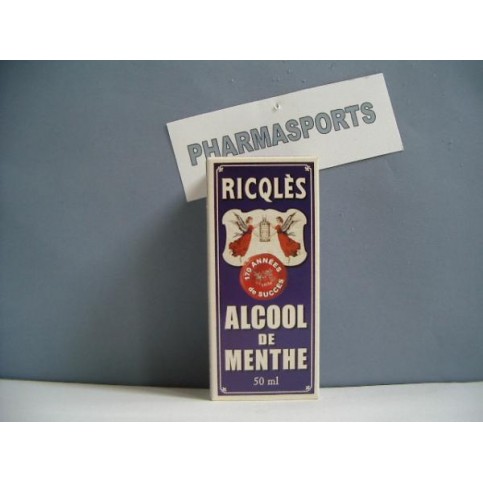 PHARMASPORTS
RICQLÈS
170 ANNÉES
de SUCCÈS
ALCOOL
DE
MENTHE
50 ml